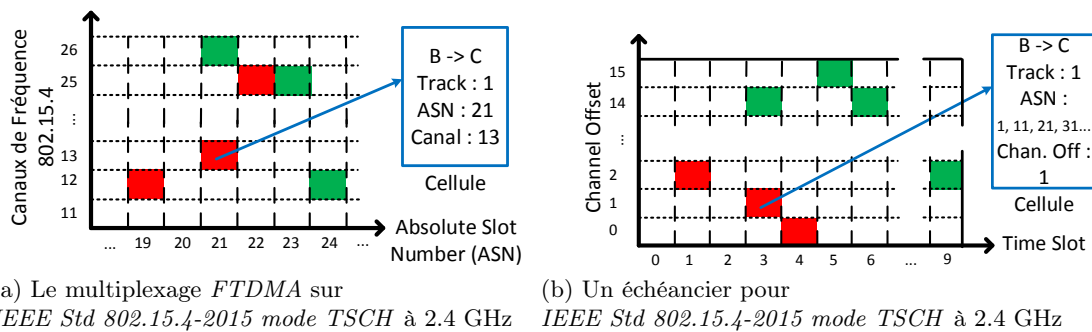 26
25
...
13
12
11
Canaux de Fréquence
802.15.4
... 19 20 21 22 23 24 ...
Absolute Slot
Number (ASN)
B -> C
Track : 1
ASN : 21
Canal : 13
Cellule
15
14
...
2
1
0
Channel Offset
0 1 2 3 4 5 6 ... 9
Time Slot
B -> C
Track : 1
ASN :
1, 11, 21, 31...
Chan. Off :
1
Cellule
a) Le multiplexage FTDMA sur
IEEE Std 802.15.4-2015 mode TSCH à 2.4 GHz
(b) Un échéancier pour
IEEE Std 802.15.4-2015 mode TSCH à 2.4 GHz